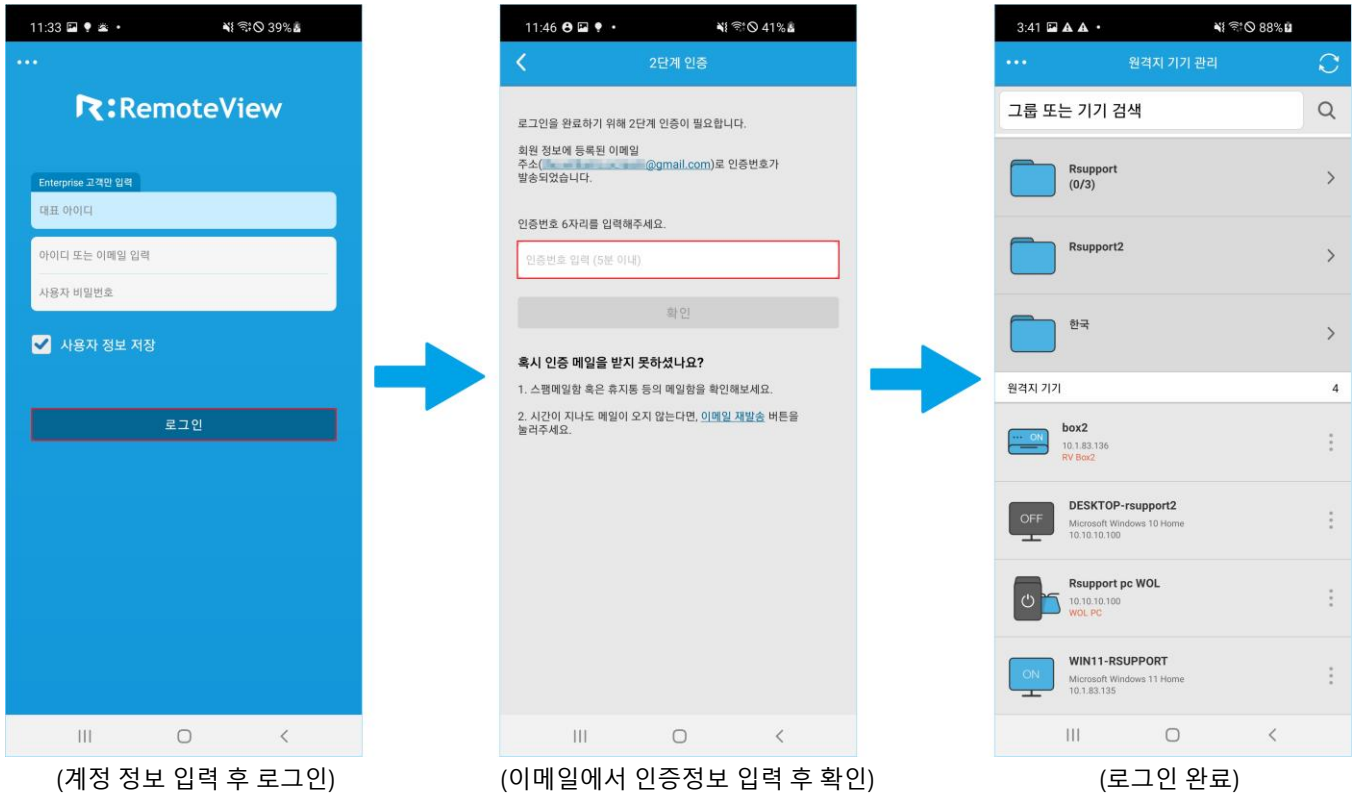 11:33
39%
R:RemoteView
Enterprise 고객만 입력
대표 아이디
아이디 또는 이메일 입력
사용자 비밀번호
사용자 정보 저장
로그인
(계정 정보 입력 후 로그인)
11:46
41%
2단계 인증
로그인을 완료하기 위해 2단계 인증이 필요합니다.
회원 정보에 등록된 이메일
주소(@gmail.com)로 인증번호가
발송되었습니다.
인증번호 6자리를 입력해주세요.
인증번호 입력 (5분 이내)
확인
혹시 인증 메일을 받지 못하셨나요?
1. 스팸메일함 혹은 휴지통 등의 메일함을 확인해보세요.
2. 시간이 지나도 메일이 오지 않는다면, 이메일 재발송 버튼을
눌러주세요.
(이메일에서 인증정보 입력 후 확인)
3:41
88%
원격지 기기 관리
그룹 또는 기기 검색
Rsupport
(0/3)
Rsupport2
한국
원격지 기기 4
ON
box2
10.1.83.136
RV Box2
OFF
DESKTOP-rsupport2
Microsoft Windows 10 Home
10.10.10.100
Rsupport pc WOL
10.10.10.100
WOL PC
ON
WIN11-RSUPPORT
Microsoft Windows 11 Home
10.1.83.135
(로그인 완료)